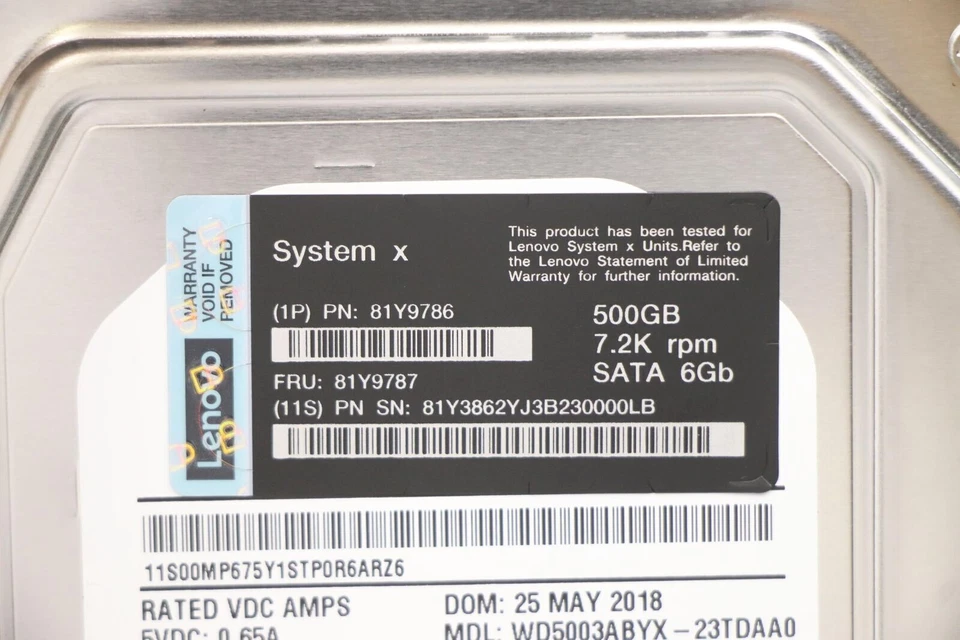 WARRANTY
VOID IF
REMOVED
Lenovo
System x
This product has been tested for
Lenovo System x Units.Refer to
the Lenovo Statement of Limited
Warranty for further information.
(1P) PN: 81Y9786
500GB
7.2K rpm
SATA 6Gb
FRU: 81Y9787
(11S) PN SN: 81Y3862YJ3B230000LB
11S00MP675Y1STP0R6ARZ6
RATED VDC AMPS
DOM: 25 MAY 2018
5VDC: 0.65A
MDL: WD5003ABYX-23TDAA0